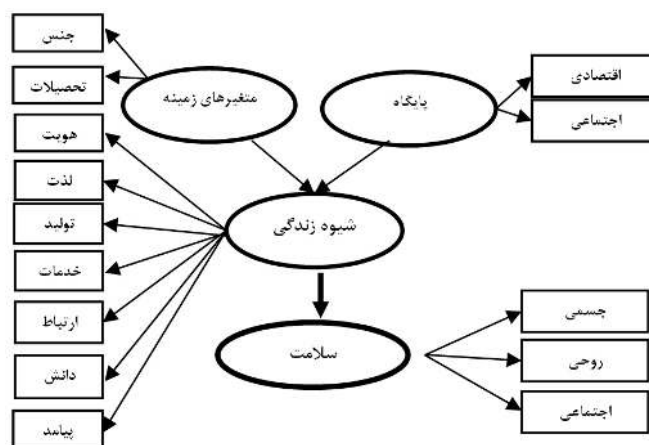 جنس
تحصیلات
هویت
لذت
تولید
خدمات
ارتباط
دانش
پیامد
متغیرهای زمینه
پایگاه
شیوه زندگی
سلامت
اقتصادی
اجتماعی
جسمی
روحی
اجتماعی